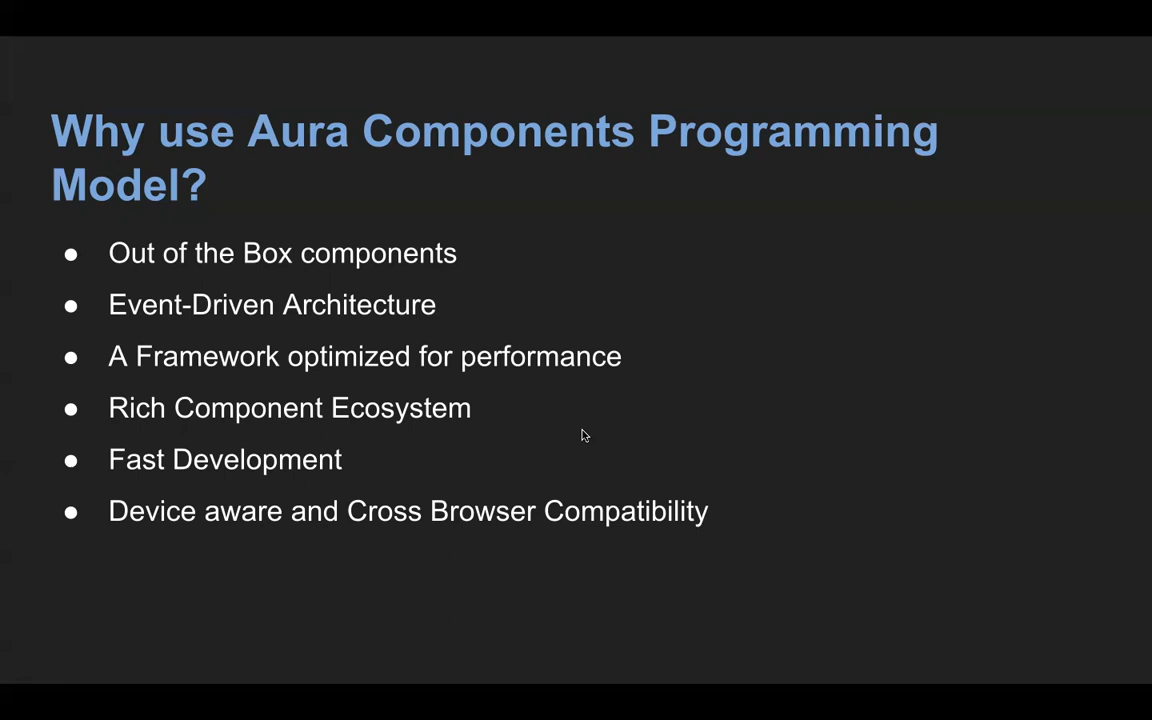 Why use Aura Components Programming
Model?
● Out of the Box components
● Event-Driven Architecture
● A Framework optimized for performance
● Rich Component Ecosystem
● Fast Development
● Device aware and Cross Browser Compatibility